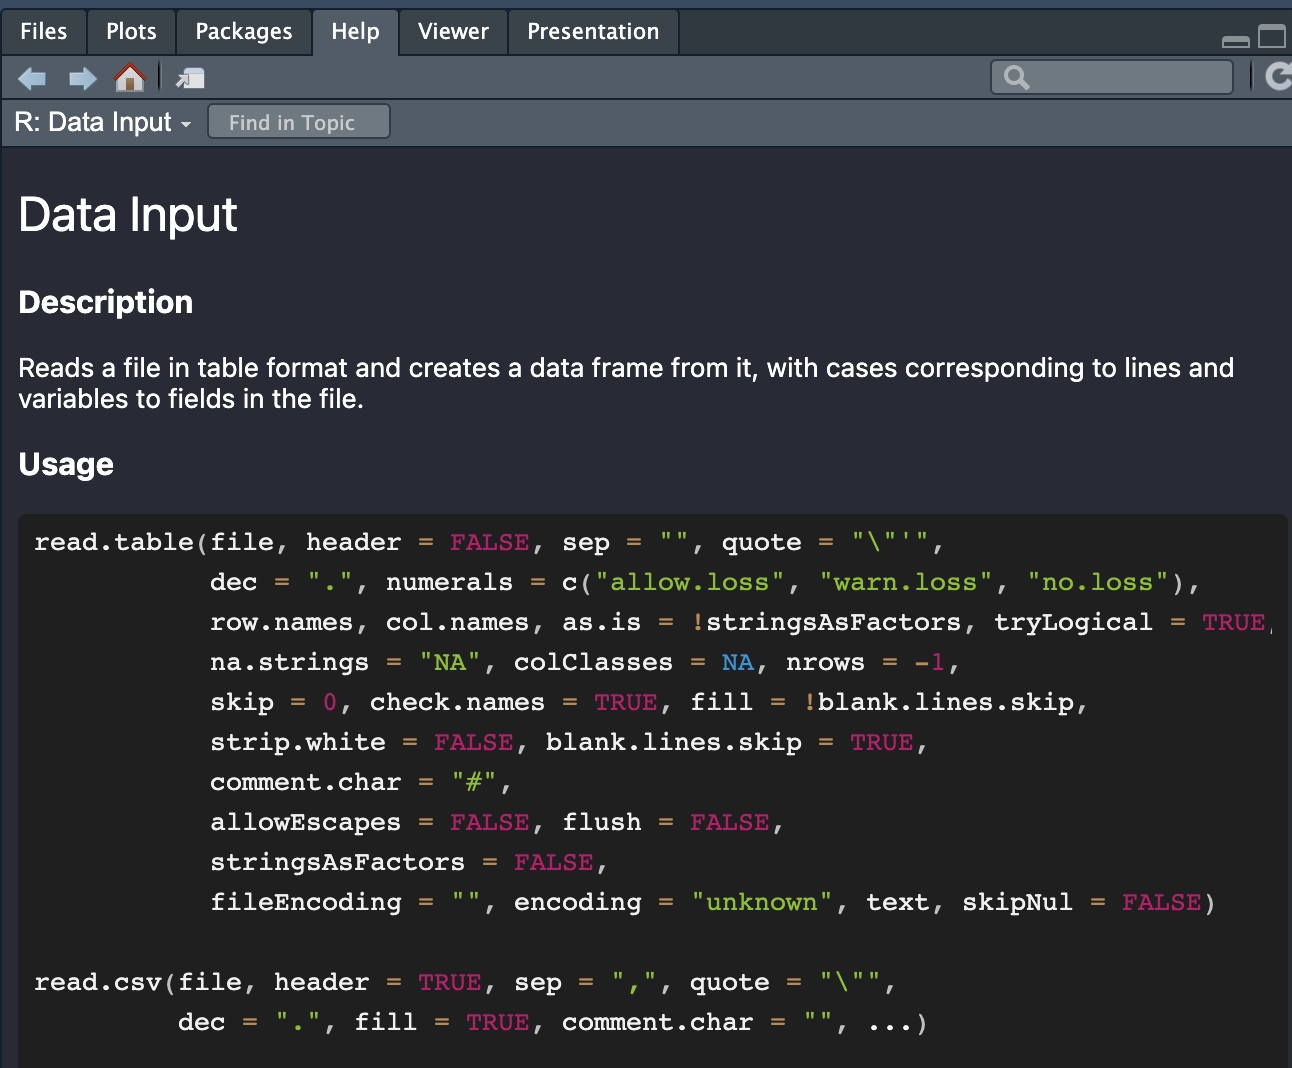 Files Plots Packages Help Viewer Presentation
R: Data Input Find in Topic
Data Input
Description
Reads a file in table format and creates a data frame from it, with cases corresponding to lines and
variables to fields in the file.
Usage
read.table(file, header = FALSE, sep = "", quote = "\"'",
           dec = ".", numerals = c("allow.loss", "warn.loss", "no.loss"),
           row.names, col.names, as.is = !stringsAsFactors, tryLogical = TRUE,
           na.strings = "NA", colClasses = NA, nrows = -1,
           skip = 0, check.names = TRUE, fill = !blank.lines.skip,
           strip.white = FALSE, blank.lines.skip = TRUE,
           comment.char = "#",
           allowEscapes = FALSE, flush = FALSE,
           stringsAsFactors = FALSE,
           fileEncoding = "", encoding = "unknown", text, skipNul = FALSE)
read.csv(file, header = TRUE, sep = ",", quote = "\"",
         dec = ".", fill = TRUE, comment.char = "", ...)